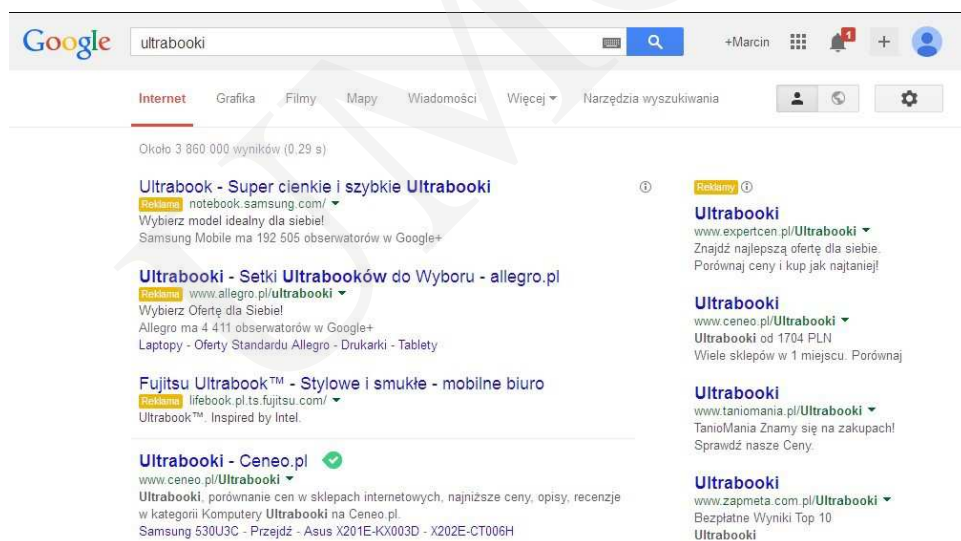 Google
ultrabooki
+Marcin
1
+
Internet Grafika Filmy Mapy Wiadomości Więcej Narzędzia wyszukiwania
Około 3 860 000 wyników (0,29 s)
Ultrabook - Super cienkie i szybkie Ultrabooki
Reklama notebook.samsung.com/
Wybierz model idealny dla siebie!
Samsung Mobile ma 192 505 obserwatorów w Google+
Ultrabooki - Setki Ultrabooków do Wyboru - allegro.pl
Reklama www.allegro.pl/ultrabooki
Wybierz Ofertę dla Siebie!
Allegro ma 4 411 obserwatorów w Google+
Laptopy - Oferty Standardu Allegro - Drukarki - Tablety
Fujitsu Ultrabook™ - Stylowe i smukłe - mobilne biuro
Reklama lifebook.pl.ts.fujitsu.com/
Ultrabook™. Inspired by Intel.
Ultrabooki - Ceneo.pl
www.ceneo.pl/Ultrabooki
Ultrabooki, porównanie cen w sklepach internetowych, najniższe ceny, opisy, recenzje
w kategorii Komputery Ultrabooki na Ceneo.pl.
Samsung 530U3C - Przejdź - Asus X201E-KX003D - X202E-CT006H
Reklamy
Ultrabooki
www.expertcen.pl/Ultrabooki
Znajdź najlepszą ofertę dla siebie.
Porównaj ceny i kup jak najtaniej!
Ultrabooki
www.ceneo.pl/Ultrabooki
Ultrabooki od 1704 PLN
Wiele sklepów w 1 miejscu. Porównaj
Ultrabooki
www.taniomania.pl/Ultrabooki
TanioMania Znamy się na zakupach!
Sprawdź nasze Ceny.
Ultrabooki
www.zapmeta.com.pl/Ultrabooki
Bezpłatne Wyniki Top 10
Ultrabooki